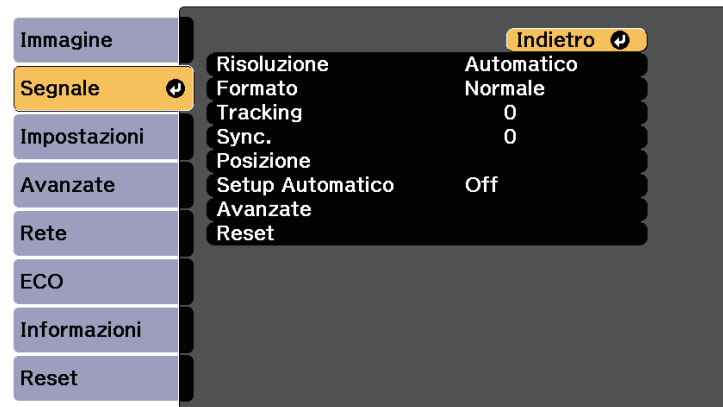 Immagine
Segnale
Impostazioni
Avanzate
Rete
ECO
Informazioni
Reset
Indietro
Risoluzione Automatico
Formato Normale
Tracking 0
Sync. 0
Posizione
Setup Automatico Off
Avanzate
Reset